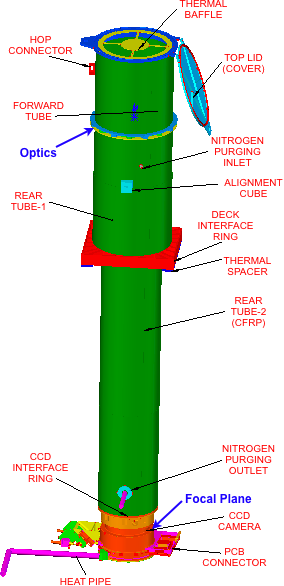 THERMAL
BAFFLE
HOP
CONNECTOR
TOP LID
(COVER)
FORWARD
TUBE
Optics
NITROGEN
PURGING
INLET
ALIGNMENT
CUBE
REAR
TUBE-1
DECK
INTERFACE
RING
THERMAL
SPACER
REAR
TUBE-2
(CFRP)
NITROGEN
PURGING
OUTLET
CCD
INTERFACE
RING
Focal Plane
CCD
CAMERA
PCB
CONNECTOR
HEAT PIPE